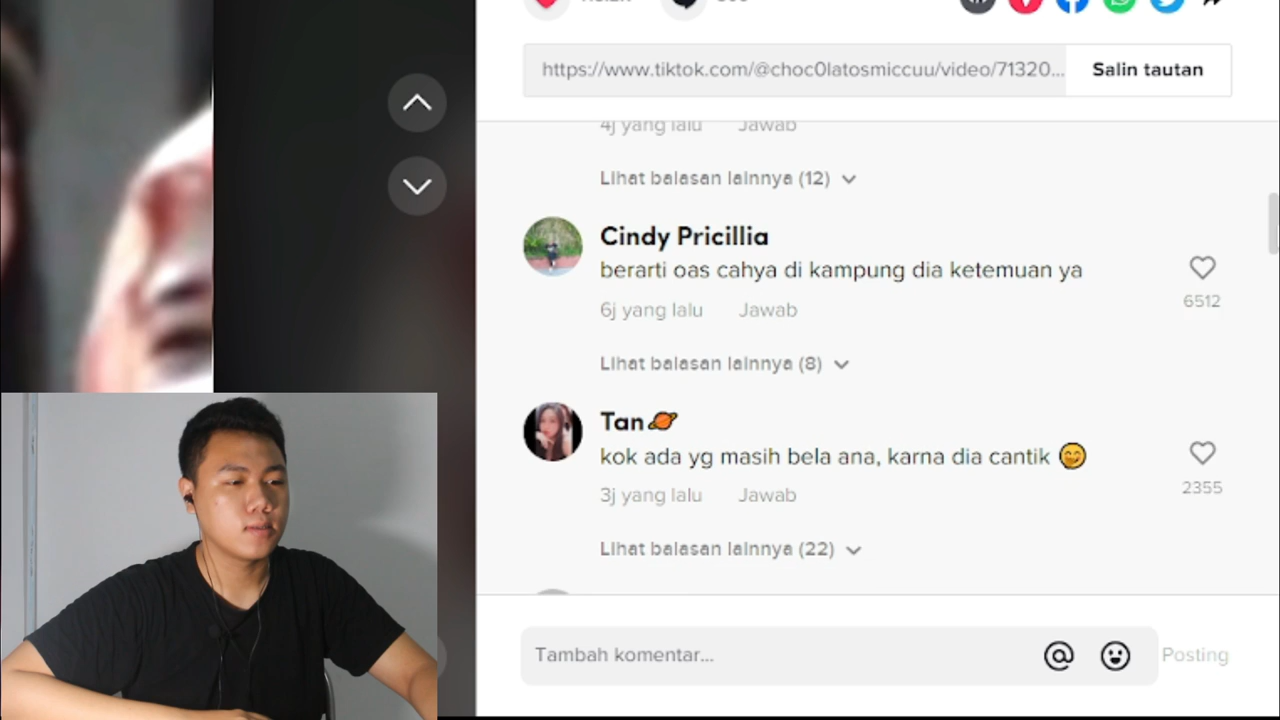 https://www.tiktok.com/@choc0latosmiccuu/video/71320...
Salin tautan
4j yang lalu Jawab
Lihat balasan lainnya (12)
Cindy Pricillia
berarti oas cahya di kampung dia ketemuan ya
6512
6j yang lalu Jawab
Lihat balasan lainnya (8)
Tan🪐
kok ada yg masih bela ana, karna dia cantik 😊
2355
3j yang lalu Jawab
Lihat balasan lainnya (22)
Tambah komentar...
Posting